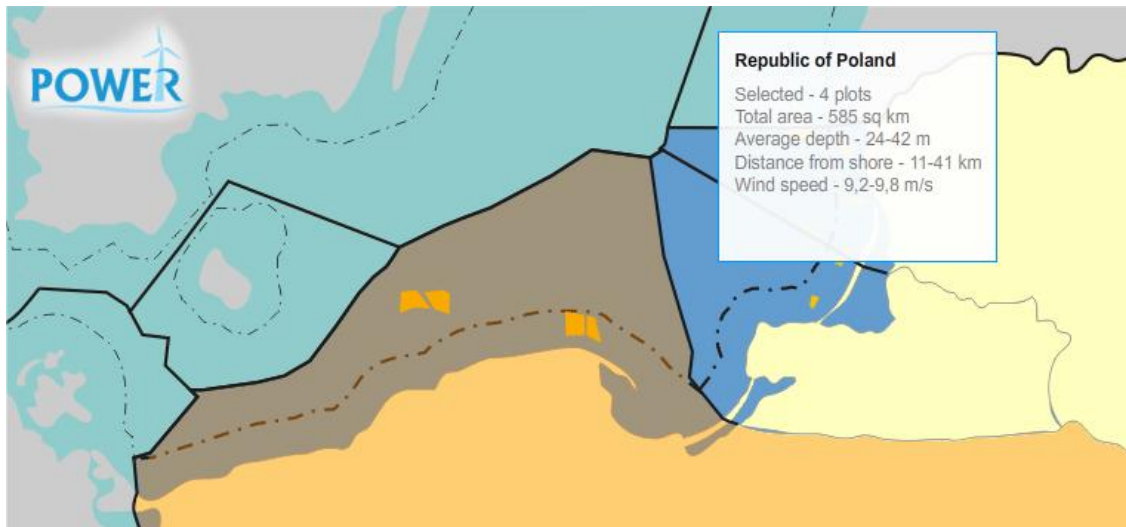 POWER
Republic of Poland
Selected - 4 plots
Total area - 585 sq km
Average depth - 24-42 m
Distance from shore - 11-41 km
Wind speed - 9,2-9,8 m/s